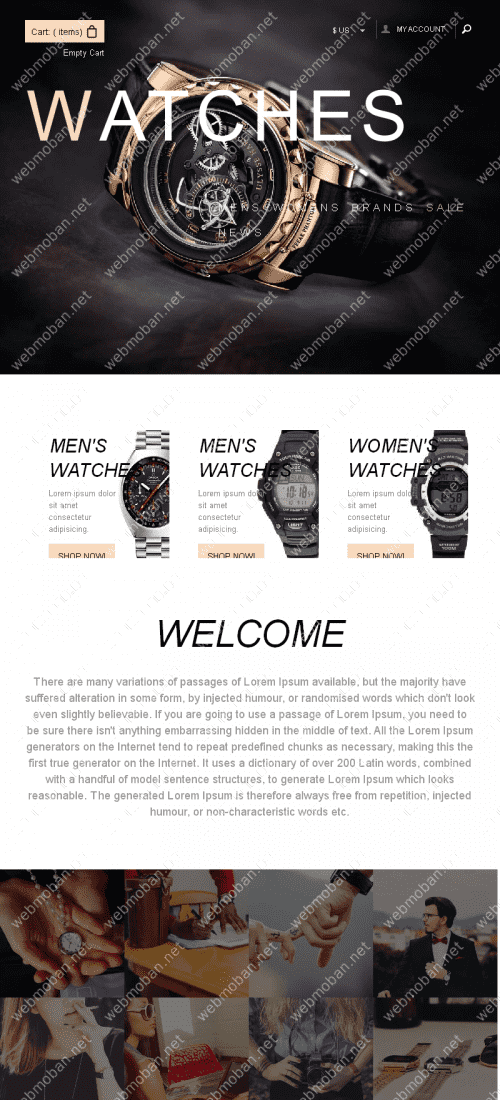 Cart: ( items)
$ US
MY ACCOUNT
Empty Cart
WATCHES
MENS WOMENS BRANDS SALE
NEWS
MEN'S
WATCHES
Lorem ipsum dolor
sit amet
consectetur
adipisicing.
SHOP NOW!
MEN'S
WATCHES
Lorem ipsum dolor
sit amet
consectetur
adipisicing.
SHOP NOW!
WOMEN'S
WATCHES
Lorem ipsum dolor
sit amet
consectetur
adipisicing.
SHOP NOW!
WELCOME
There are many variations of passages of Lorem Ipsum available, but the majority have
suffered alteration in some form, by injected humour, or randomised words which don't look
even slightly believable. If you are going to use a passage of Lorem Ipsum, you need to
be sure there isn't anything embarrassing hidden in the middle of text. All the Lorem Ipsum
generators on the Internet tend to repeat predefined chunks as necessary, making this the
first true generator on the Internet. It uses a dictionary of over 200 Latin words, combined
with a handful of model sentence structures, to generate Lorem Ipsum which looks
reasonable. The generated Lorem Ipsum is therefore always free from repetition, injected
humour, or non-characteristic words etc.
webmoban.net